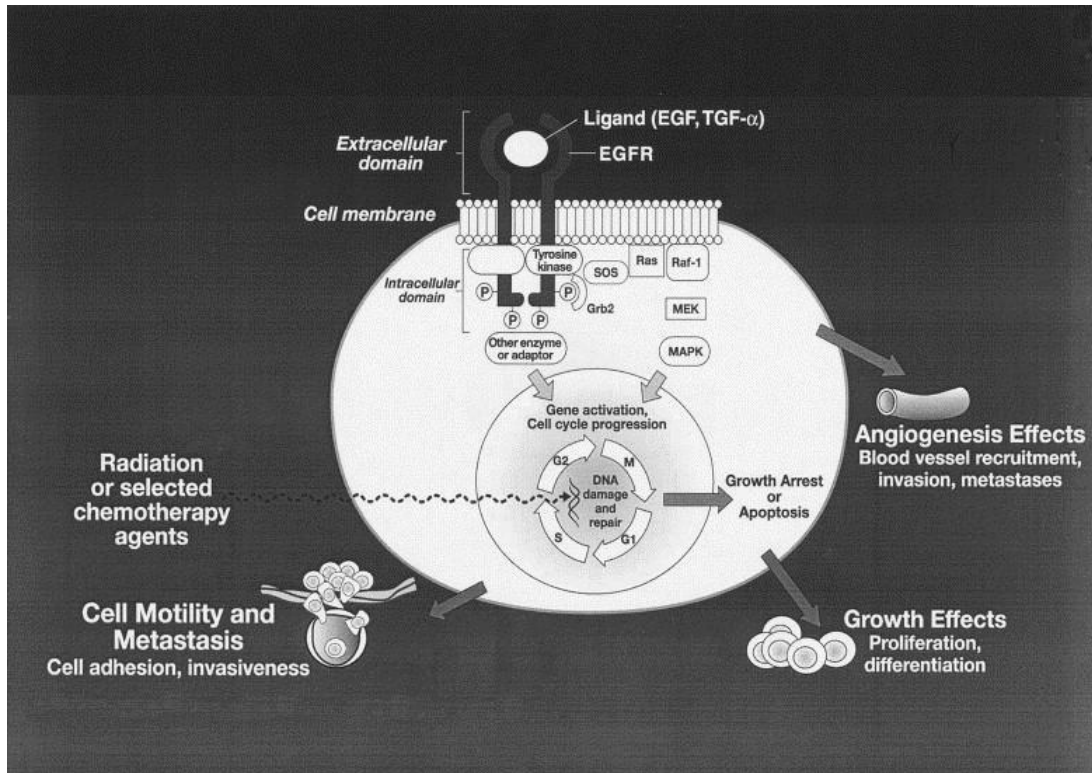 Ligand (EGF, TGF-α)
EGFR
Extracellular
domain
Cell membrane
Intracellular
domain
Tyrosine
kinase
SOS
Ras
Raf-1
P
P
Grb2
P
P
MEK
Other enzyme
or adaptor
MAPK
Gene activation,
Cell cycle progression
G2
M
DNA
damage
and
repair
S
G1
Growth Arrest
or
Apoptosis
Angiogenesis Effects
Blood vessel recruitment,
invasion, metastases
Radiation
or selected
chemotherapy
agents
Cell Motility and
Metastasis
Cell adhesion, invasiveness
Growth Effects
Proliferation,
differentiation